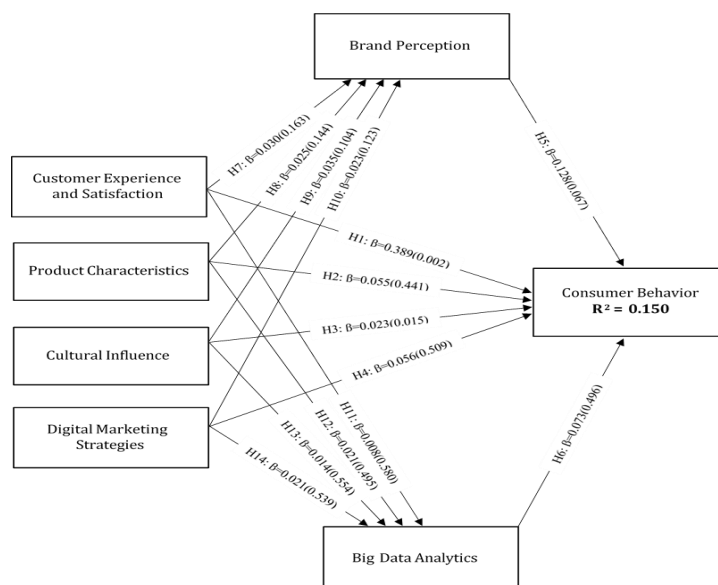 Brand Perception
H7: β=0.030(0.163)
H8: β=0.025(0.144)
H9: β=0.035(0.104)
H10: β=0.023(0.123)
H5: β=0.128(0.067)
Customer Experience
and Satisfaction
H1: β=0.389(0.002)
Product Characteristics
H2: β=0.055(0.441)
Consumer Behavior
R² = 0.150
H3: β=0.023(0.015)
Cultural Influence
H4: β=0.056(0.509)
Digital Marketing
Strategies
H11: β=0.008(0.580)
H12: β=0.021(0.495)
H13: β=0.014(0.554)
H14: β=0.021(0.539)
H6: β=0.073(0.496)
Big Data Analytics